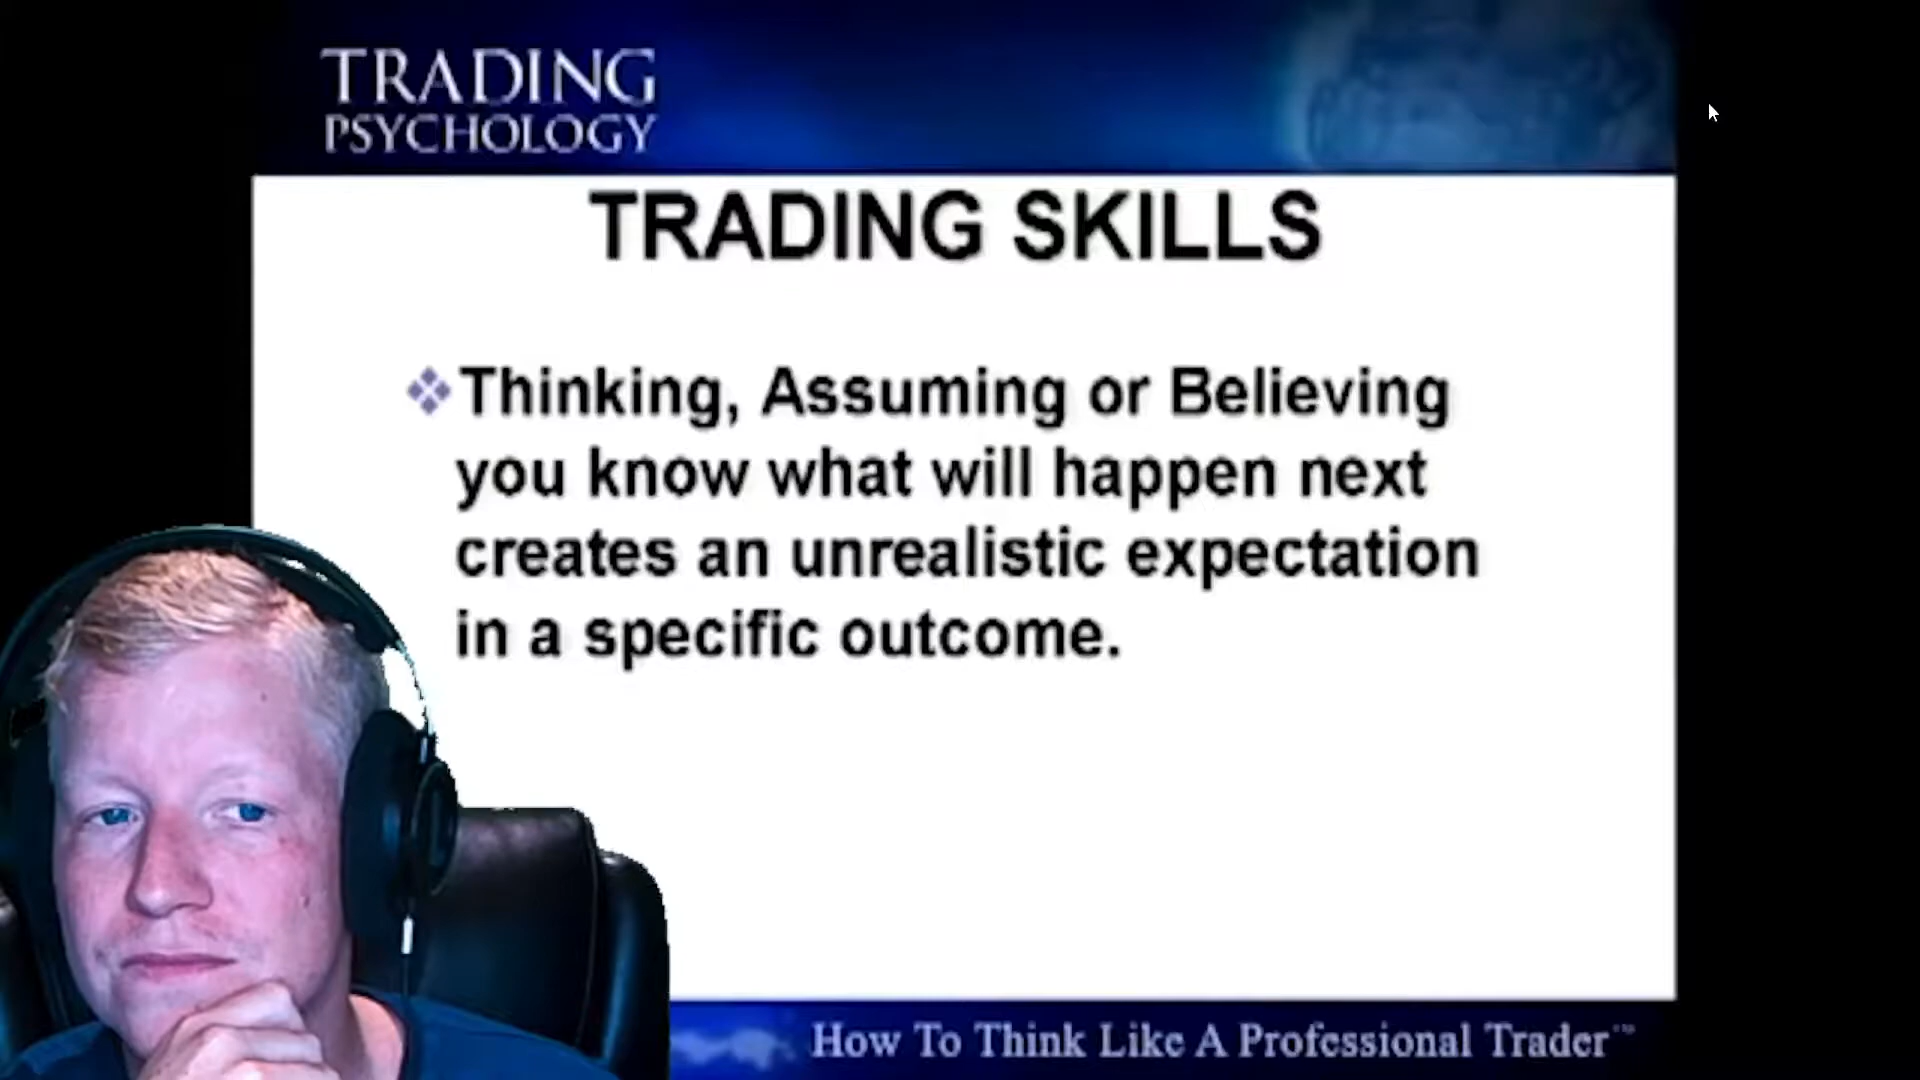 TRADING
PSYCHOLOGY
TRADING SKILLS
Thinking, Assuming or Believing
you know what will happen next
creates an unrealistic expectation
in a specific outcome.
How To Think Like A Professional Trader™